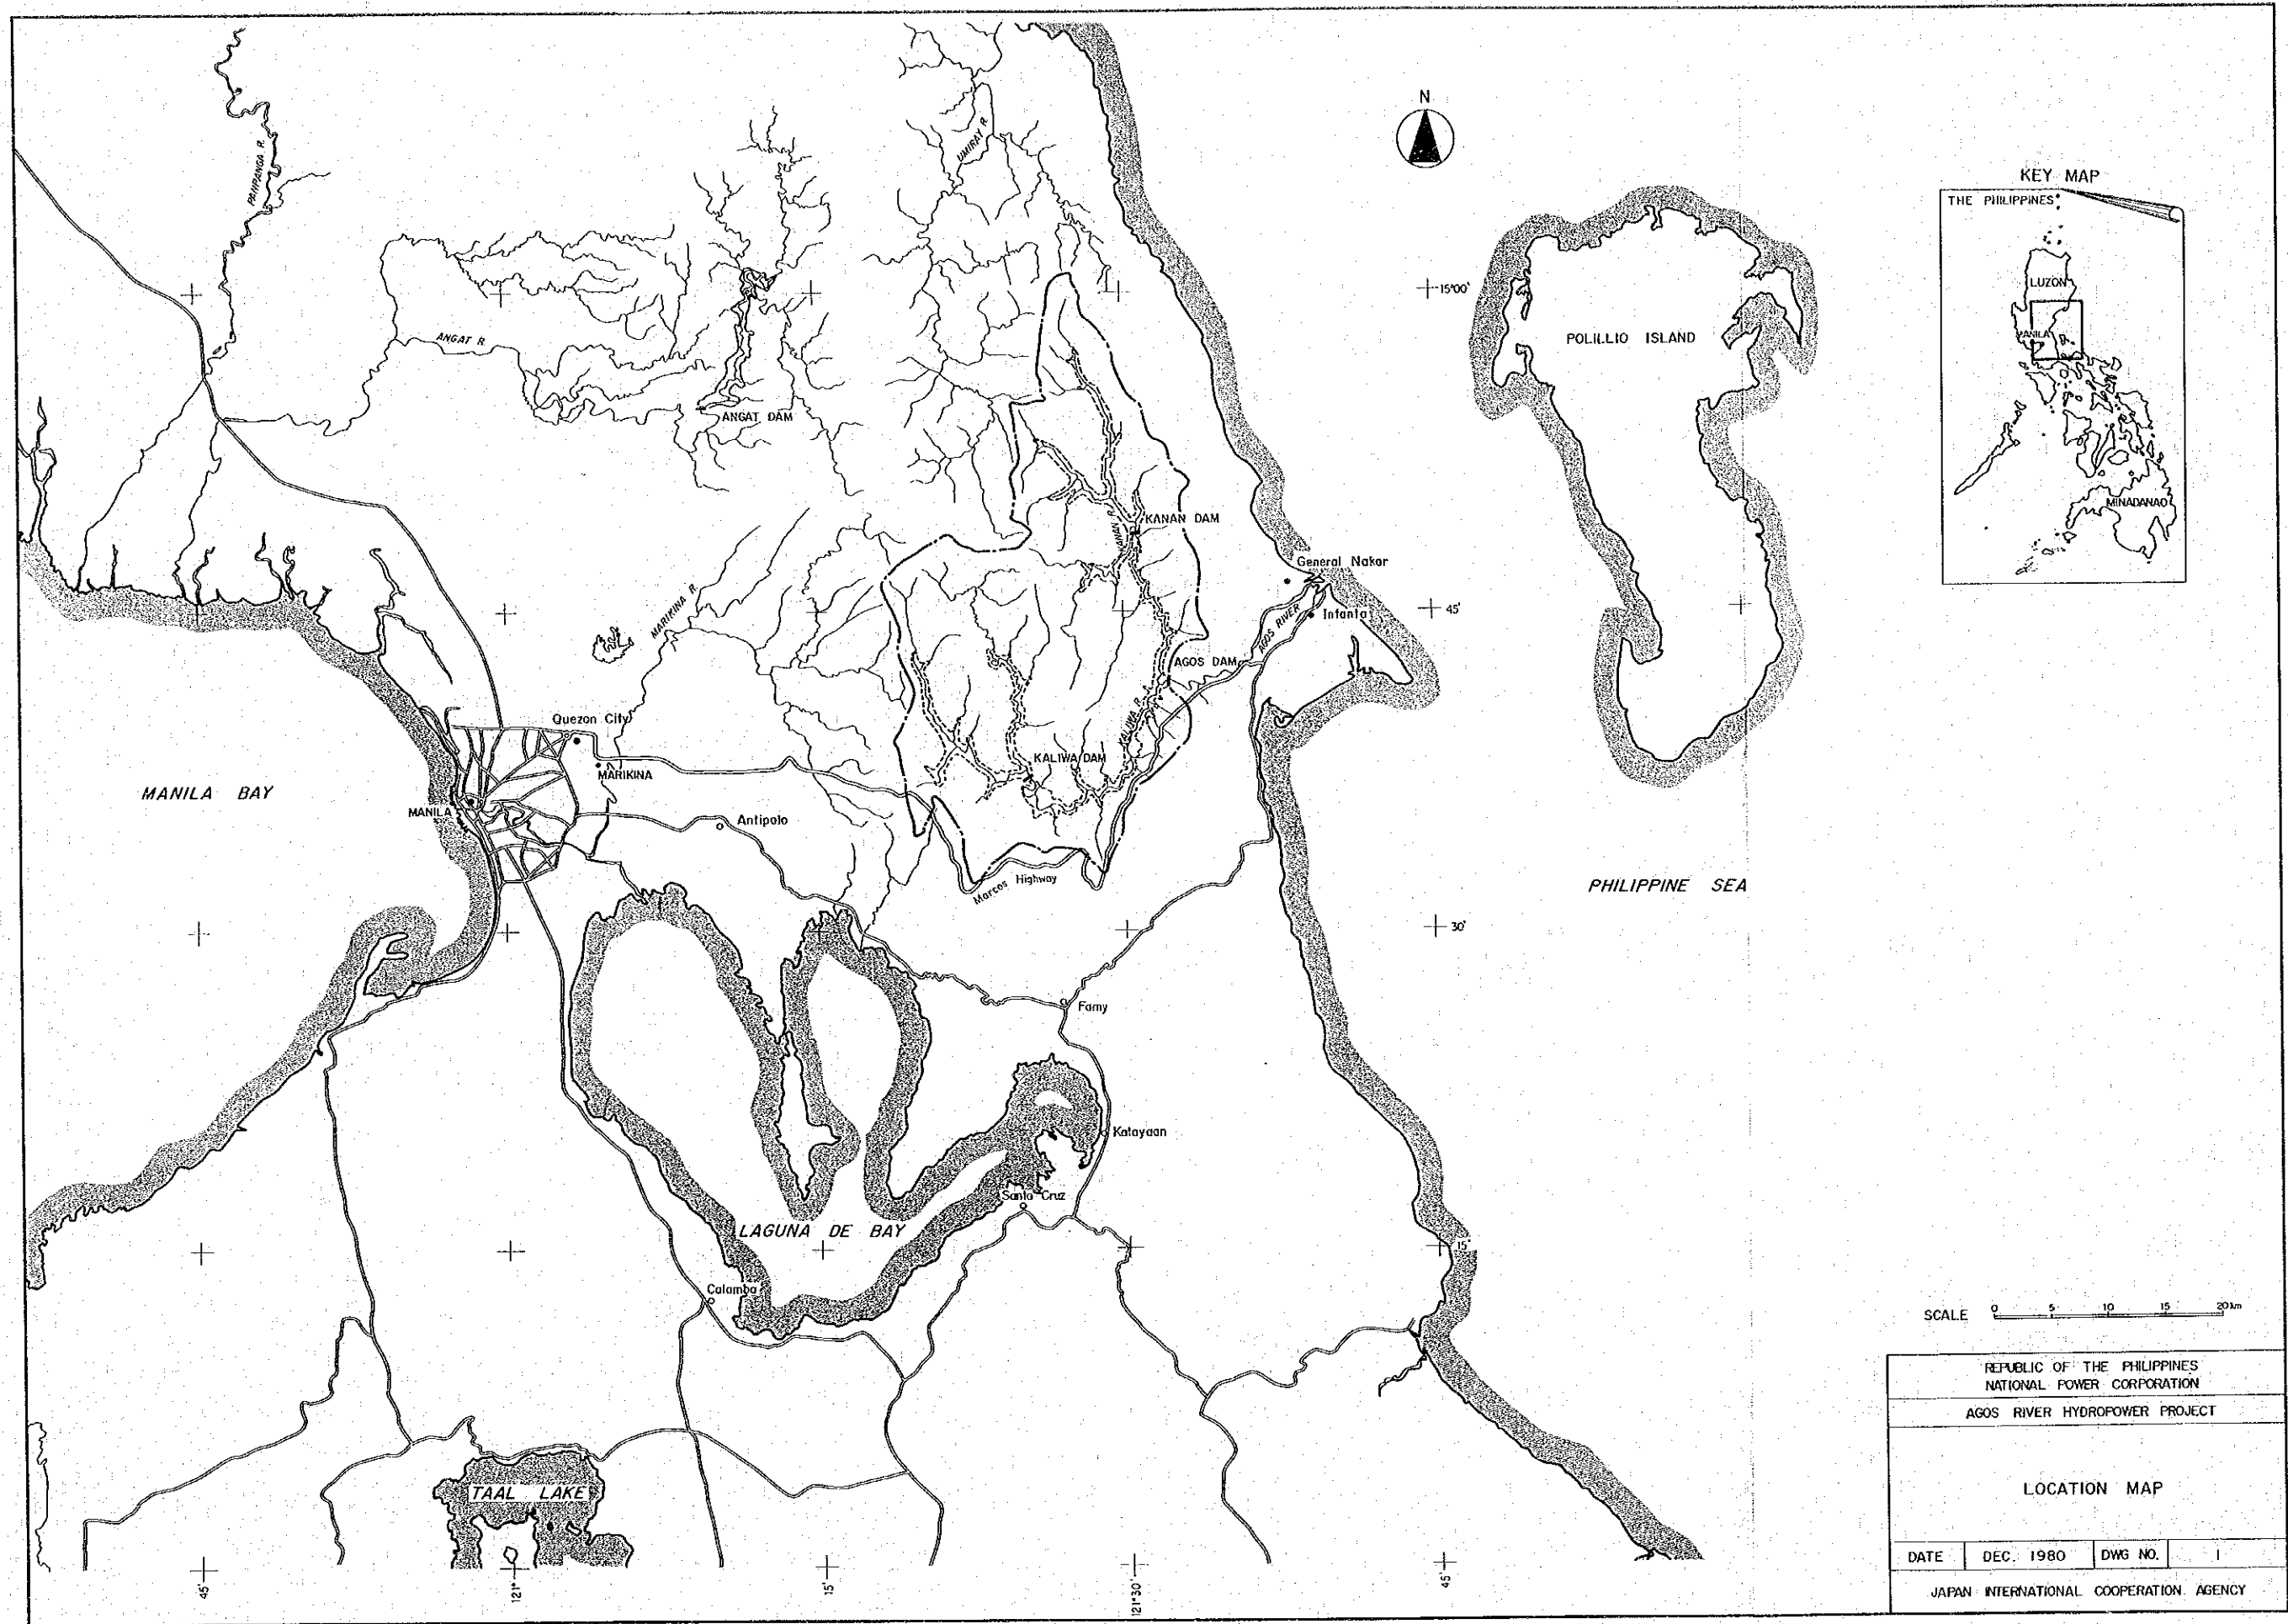 N
KEY MAP
THE PHILIPPINES
LUZON
MANILA
MINADANAO
PANPANGA R.
UMIRAY R.
ANGAT R.
ANGAT DAM
15°00'
POLILLIO ISLAND
KANAN DAM
KANAN R.
General Nakar
45'
Infanta
AGOS RIVER
MARIKINA R.
AGOS DAM
Quezon City
KALIWA R.
KALIWA DAM
MARIKINA
MANILA BAY
MANILA
Antipolo
Marcos Highway
PHILIPPINE SEA
30'
Famy
Katayaan
Santa Cruz
LAGUNA DE BAY
15'
Calamba
TAAL LAKE
45'
121°
15'
121°30'
45'
SCALE 0 5 10 15 20 km
REPUBLIC OF THE PHILIPPINES
NATIONAL POWER CORPORATION
AGOS RIVER HYDROPOWER PROJECT
LOCATION MAP
DATE DEC. 1980 DWG NO. 1
JAPAN INTERNATIONAL COOPERATION AGENCY